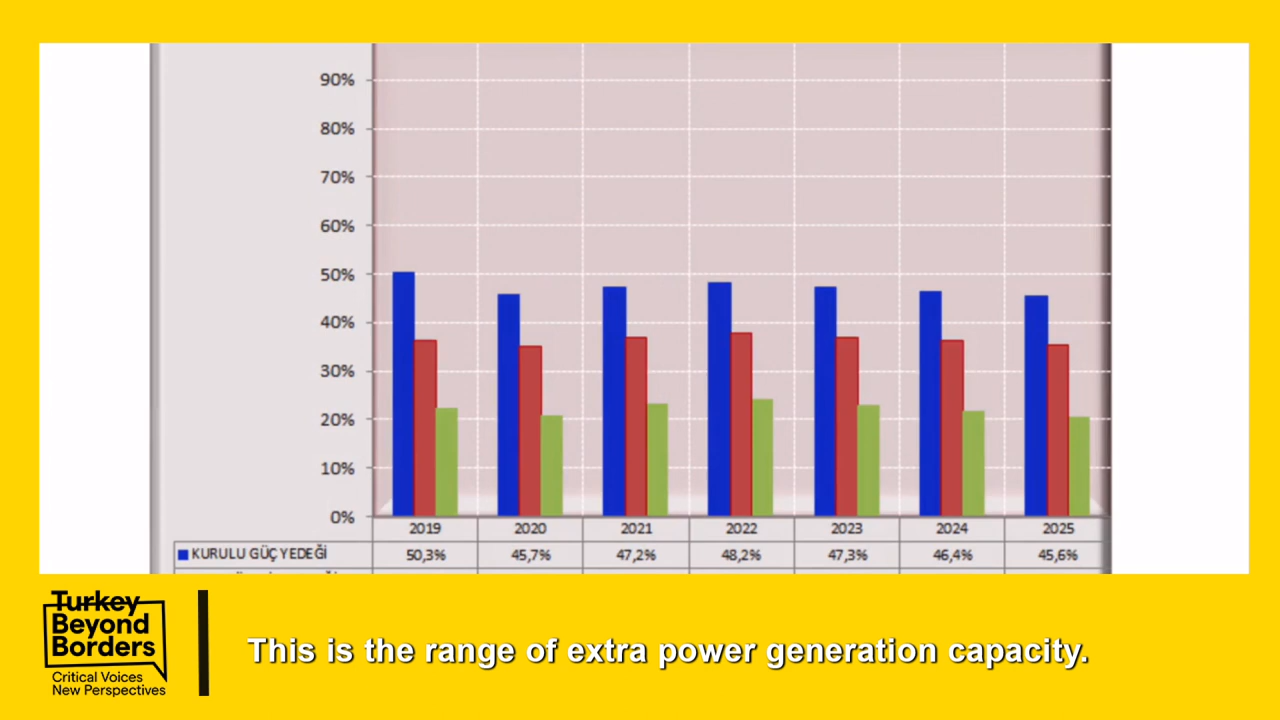 90%
80%
70%
60%
50%
40%
30%
20%
10%
0%
2019 2020 2021 2022 2023 2024 2025
KURULU GÜÇ YEDEĞİ 50,3% 45,7% 47,2% 48,2% 47,3% 46,4% 45,6%
Turkey
Beyond
Borders
Critical Voices
New Perspectives
This is the range of extra power generation capacity.